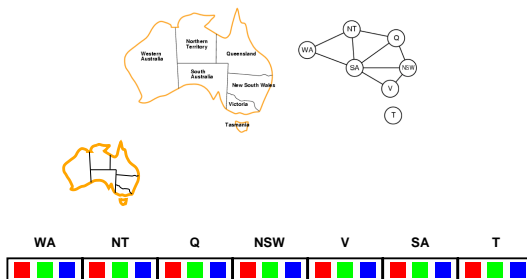 Western
Australia
Northern
Territory
Queensland
South
Australia
New South Wales
Victoria
Tasmania
NT
Q
WA
SA
NSW
V
T
WA NT Q NSW V SA T